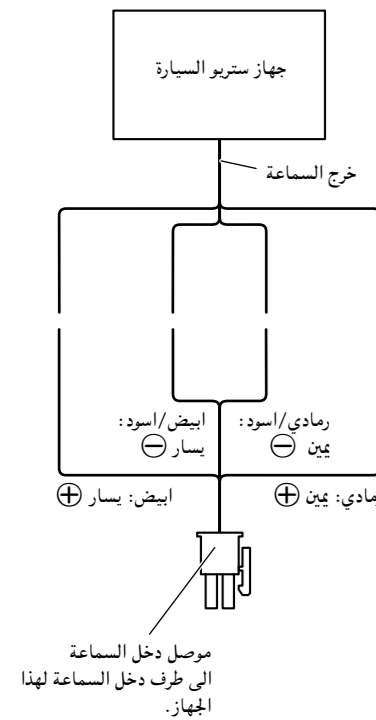 جهاز ستريو السيارة
خرج السماعة
رمادي/اسود:
يمين ⊖
ابيض/اسود:
يسار ⊖
رمادي: يمين ⊕
ابيض: يسار ⊕
موصل دخل السماعة
الى طرف دخل السماعة لهذا
الجهاز.